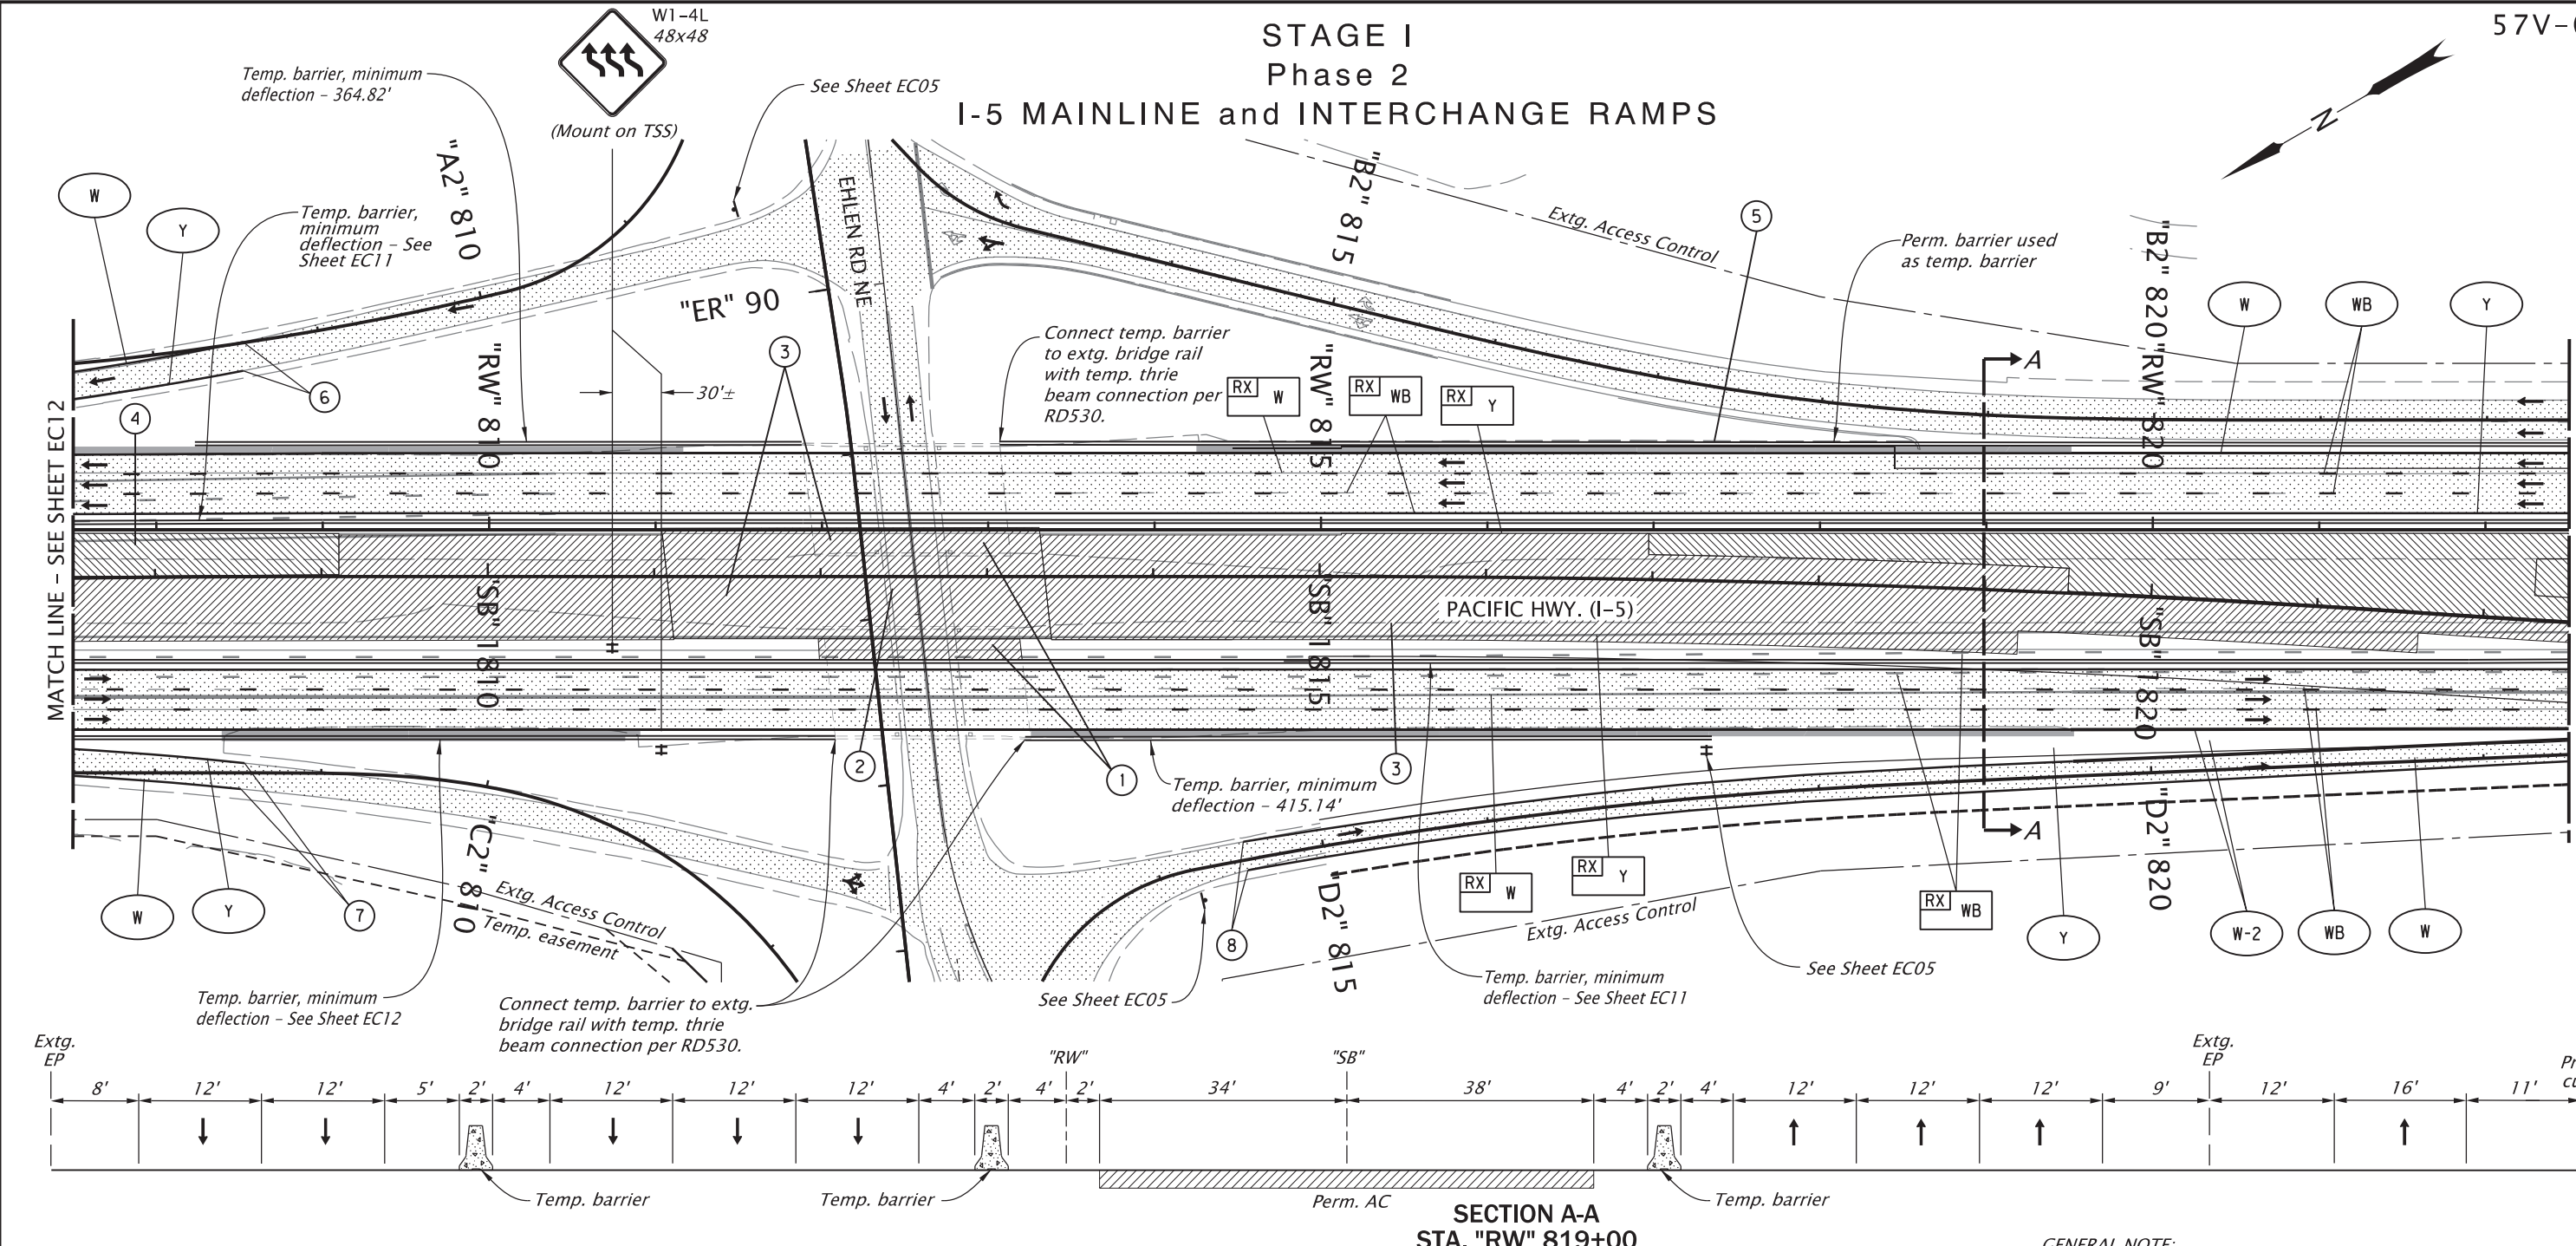 W1-4L
48x48
(Mount on TSS)
STAGE I
Phase 2
I-5 MAINLINE and INTERCHANGE RAMPS
N
Temp. barrier, minimum
deflection - 364.82'
See Sheet EC05
W
Y
Temp. barrier,
minimum
deflection - See
Sheet EC11
"A2" 810
EHLEN RD NE
"ER" 90
"B2" 815
Extg. Access Control
5
Perm. barrier used
as temp. barrier
"B2" 820
W
WB
Y
A
Connect temp. barrier
to extg. bridge rail
with temp. thrie
beam connection per
RD530.
RX W
RX WB
RX Y
30'±
3
6
4
"RW" 810
"RW" 815
"RW" 820
MATCH LINE - SEE SHEET EC12
PACIFIC HWY. (I-5)
"SB" 1810
"SB" 1815
"SB" 1820
2
1
3
Temp. barrier, minimum
deflection - 415.14'
A
"C2" 810
"D2" 815
"D2" 820
W
Y
7
8
Extg. Access Control
Temp. easement
RX W
RX Y
Extg. Access Control
RX WB
Y
W-2
WB
W
Temp. barrier, minimum
deflection - See Sheet EC12
Connect temp. barrier to extg.
bridge rail with temp. thrie
beam connection per RD530.
See Sheet EC05
Temp. barrier, minimum
deflection - See Sheet EC11
See Sheet EC05
Extg.
EP
"RW"
"SB"
Extg.
EP
8' 12' 12' 5' 2' 4' 12' 12' 12' 4' 2' 4' 2' 34' 38' 4' 2' 4' 12' 12' 12' 9' 12' 16' 11'
Temp. barrier
Temp. barrier
Perm. AC
Temp. barrier
SECTION A-A
STA. "RW" 819+00
GENERAL NOTE: